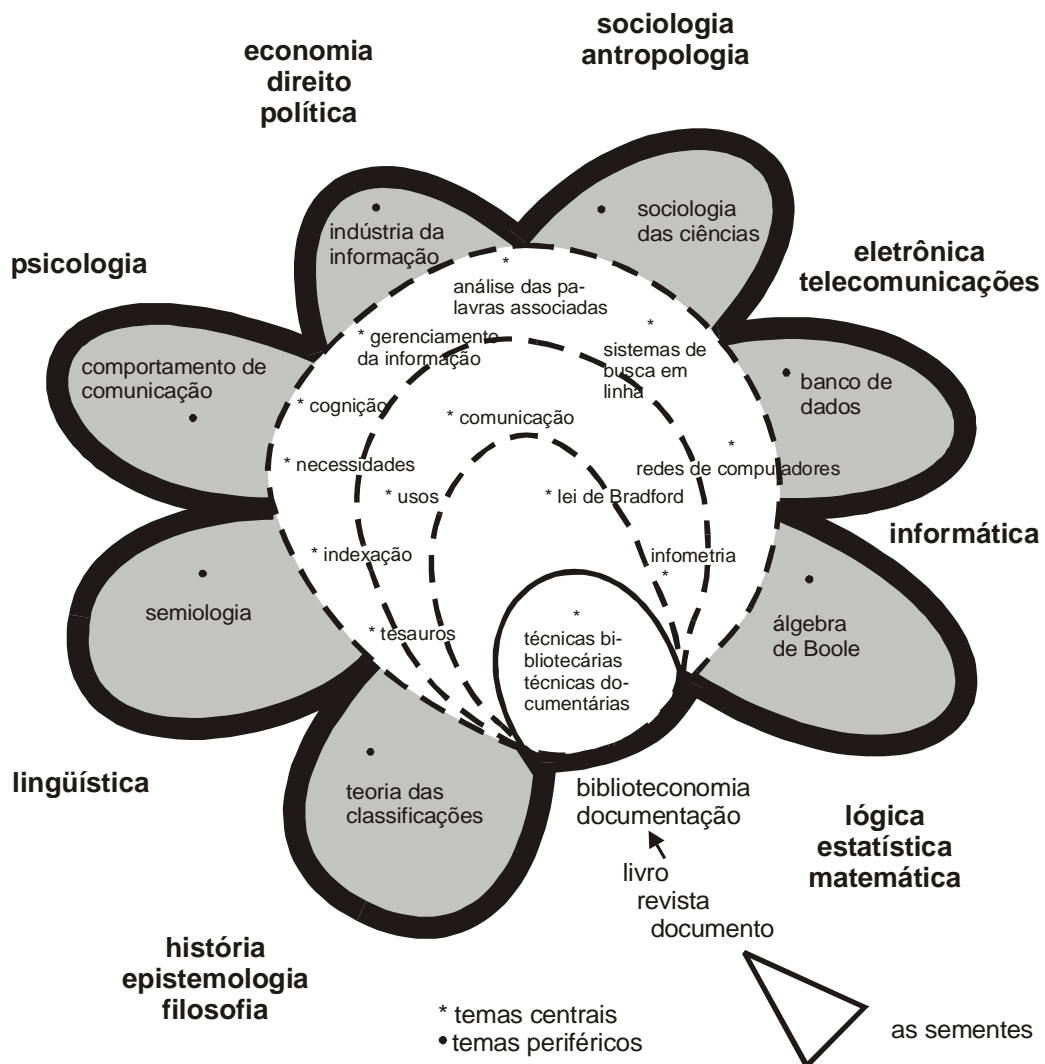 sociologia
antropologia
economia
direito
política
sociologia
das ciências
indústria da
informação
psicologia
eletrônica
telecomunicações
*
análise das pa-
lavras associadas
* gerenciamento
da informação
*
sistemas de
busca em
linha
comportamento de
comunicação
banco de
dados
* cognição
* comunicação
*
redes de computadores
* necessidades
* usos
* lei de Bradford
informática
* indexação
infometria
*
semiologia
* tesauros
*
técnicas bi-
bliotecárias
técnicas do-
cumentárias
álgebra
de Boole
lingüística
teoria das
classificações
biblioteconomia
documentação
lógica
estatística
matemática
livro
revista
documento
história
epistemologia
filosofia
* temas centrais
• temas periféricos
as sementes